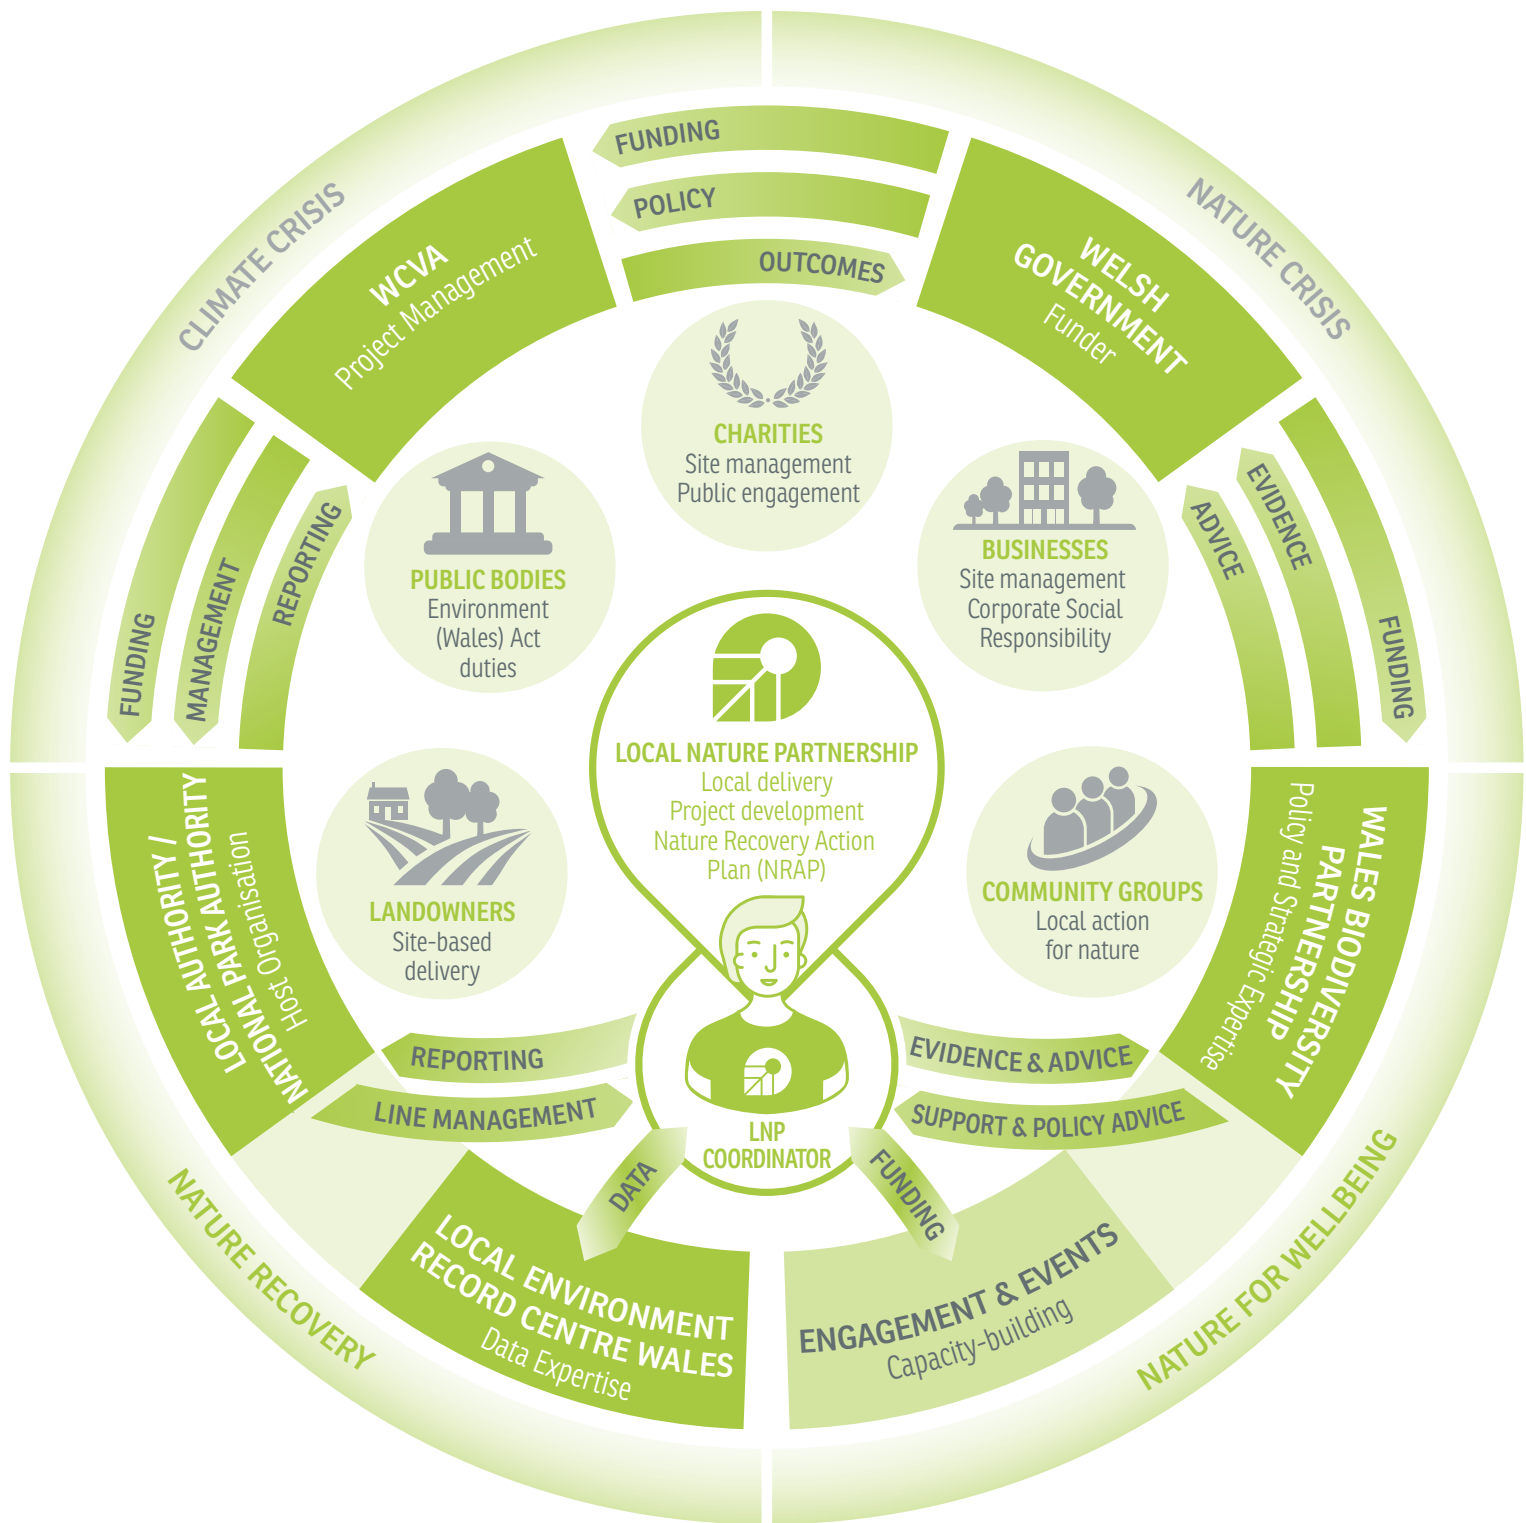 CLIMATE CRISIS
NATURE CRISIS
FUNDING
POLICY
OUTCOMES
WCVA
Project Management
WELSH
GOVERNMENT
Funder
CHARITIES
Site management
Public engagement
PUBLIC BODIES
Environment
(Wales) Act
duties
BUSINESSES
Site management
Corporate Social
Responsibility
FUNDING
MANAGEMENT
REPORTING
ADVICE
EVIDENCE
FUNDING
LOCAL NATURE PARTNERSHIP
Local delivery
Project development
Nature Recovery Action
Plan (NRAP)
LOCAL AUTHORITY /
NATIONAL PARK AUTHORITY
Host Organisation
LANDOWNERS
Site-based
delivery
COMMUNITY GROUPS
Local action
for nature
WALES BIODIVERSITY
PARTNERSHIP
Policy and Strategic Expertise
REPORTING
LINE MANAGEMENT
EVIDENCE & ADVICE
SUPPORT & POLICY ADVICE
LNP
COORDINATOR
DATA
FUNDING
LOCAL ENVIRONMENT
RECORD CENTRE WALES
Data Expertise
ENGAGEMENT & EVENTS
Capacity-building
NATURE RECOVERY
NATURE FOR WELLBEING